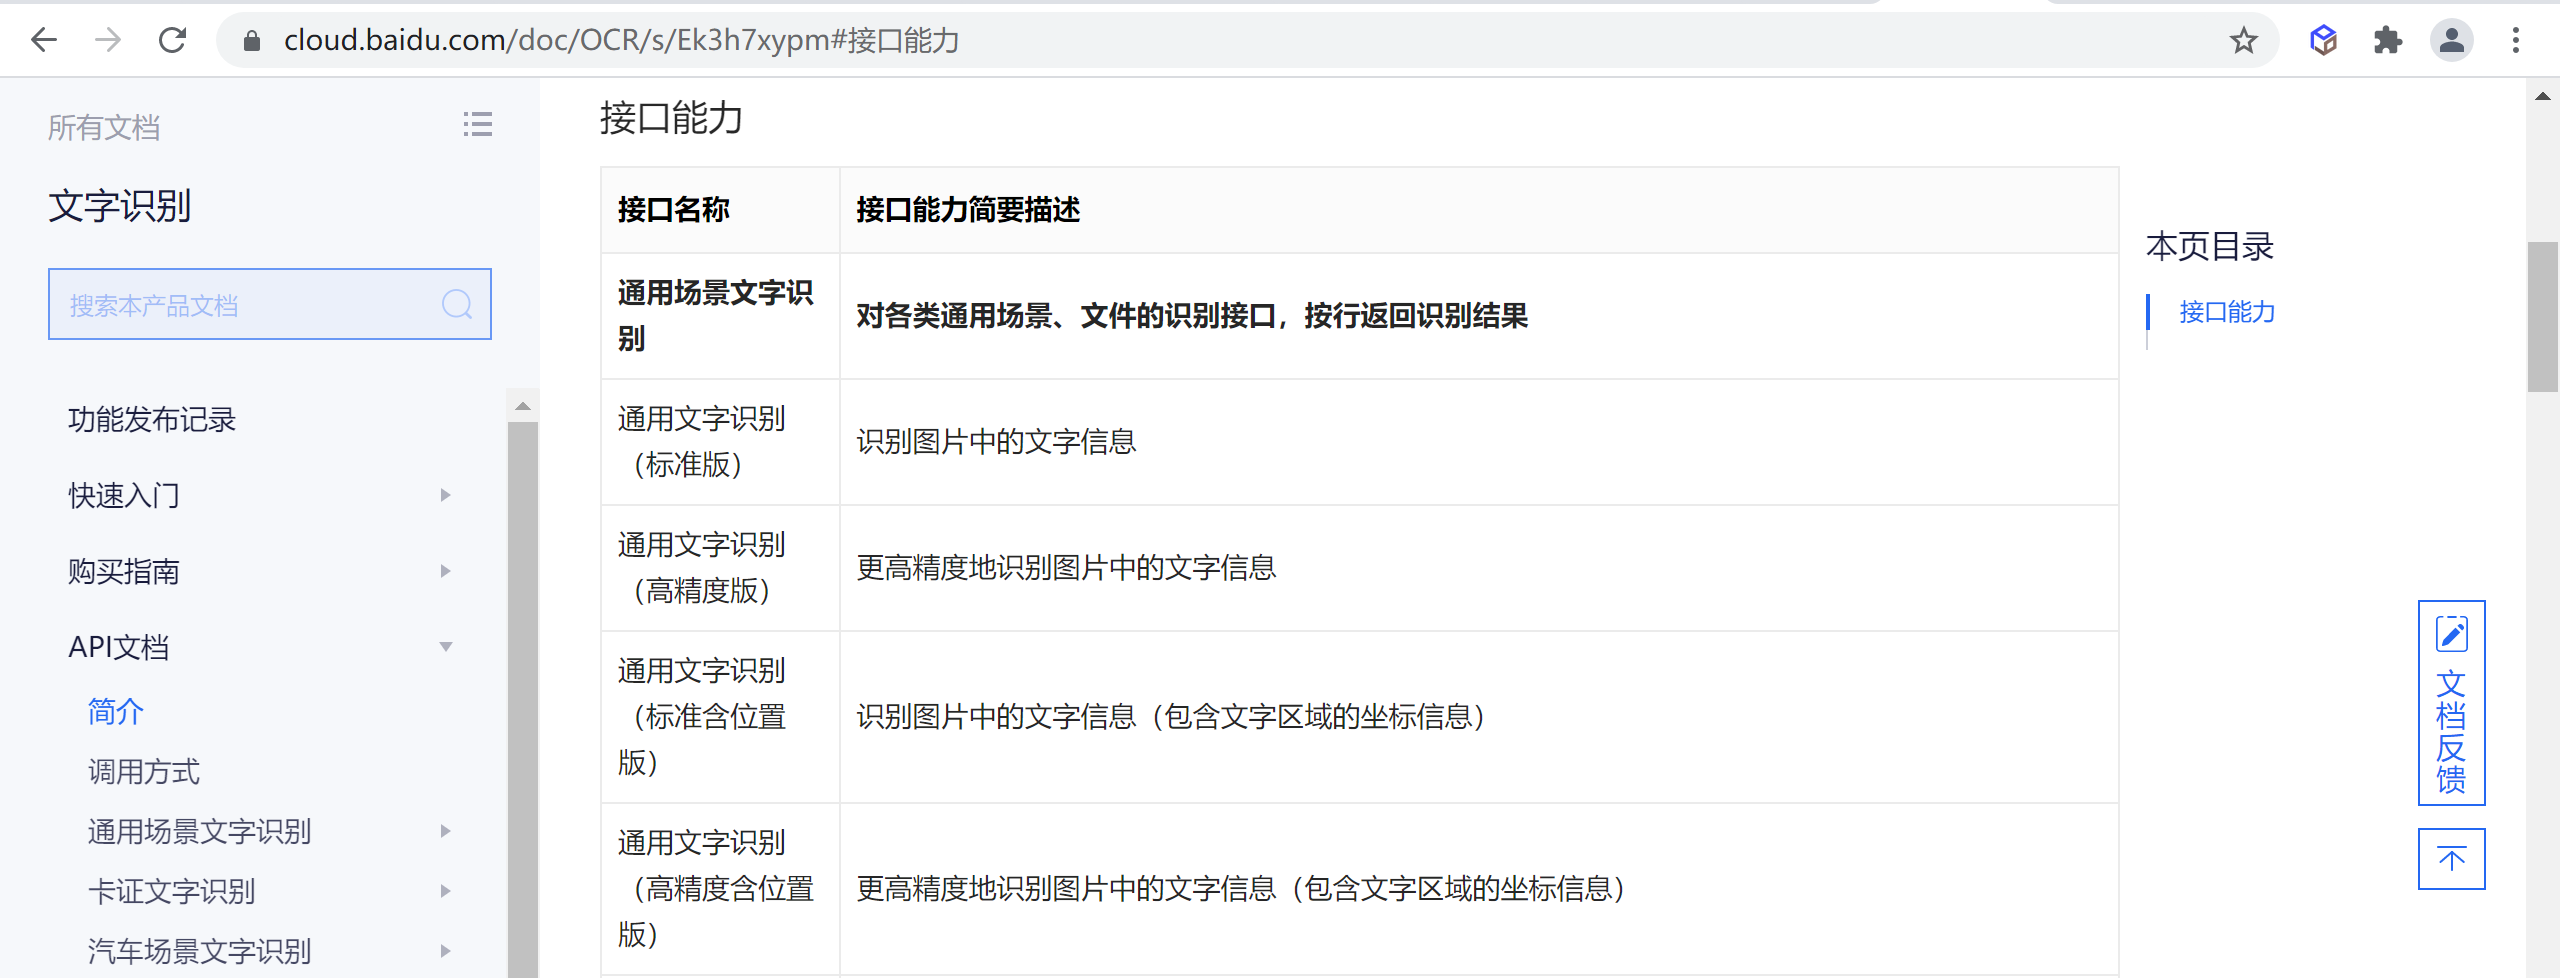 cloud.baidu.com/doc/OCR/s/Ek3h7xypm#接口能力
所有文档
文字识别
搜索本产品文档
功能发布记录
快速入门
购买指南
API文档
简介
调用方式
通用场景文字识别
卡证文字识别
汽车场景文字识别
接口能力
接口名称
接口能力简要描述
通用场景文字识
别
对各类通用场景、文件的识别接口，按行返回识别结果
通用文字识别
（标准版）
识别图片中的文字信息
通用文字识别
（高精度版）
更高精度地识别图片中的文字信息
通用文字识别
（标准含位置
版）
识别图片中的文字信息（包含文字区域的坐标信息）
通用文字识别
（高精度含位置
版）
更高精度地识别图片中的文字信息（包含文字区域的坐标信息）
本页目录
接口能力
文档反馈